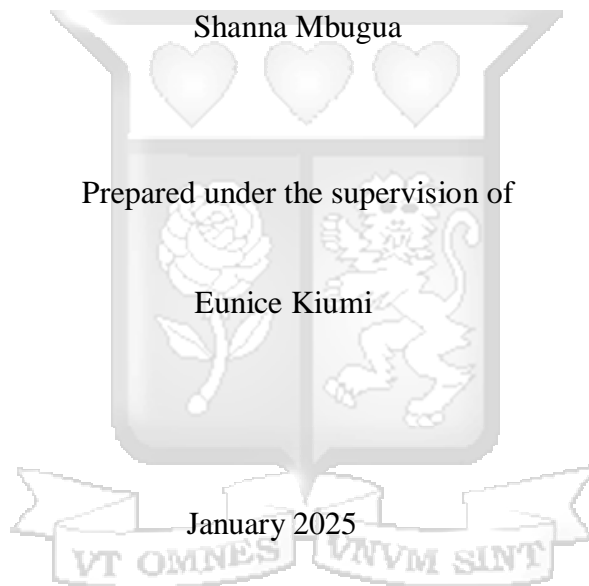 Shanna Mbugua
Prepared under the supervision of
Eunice Kiumi
January 2025
VT OMNES VNVM SINT